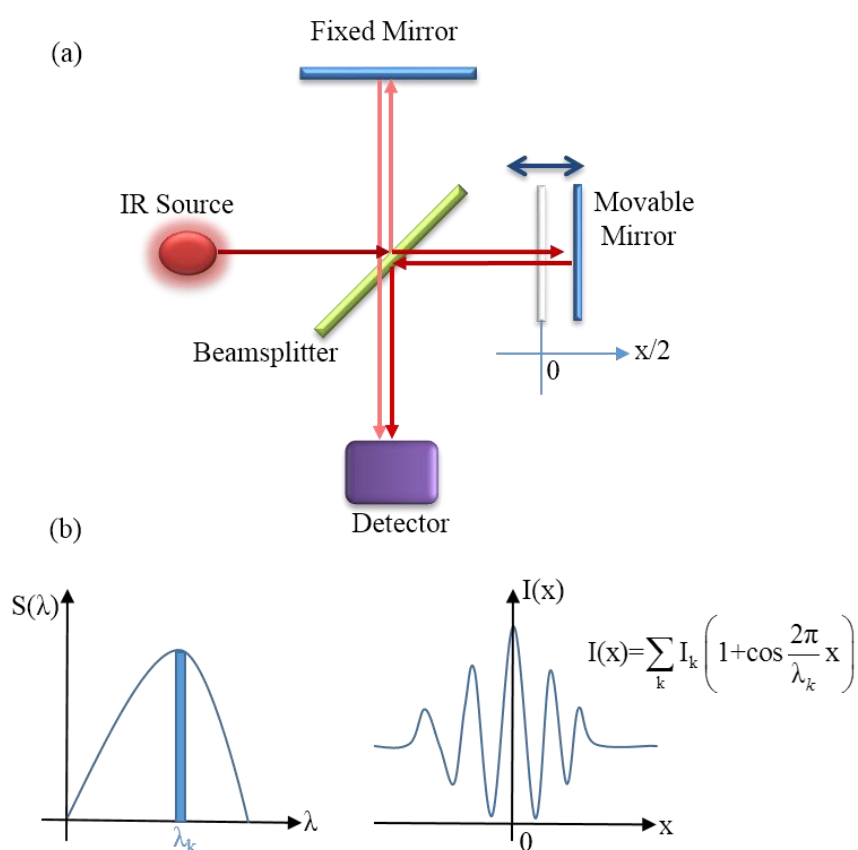 (a)
Fixed Mirror
IR Source
Movable
Mirror
Beamsplitter
x/2
0
Detector
(b)
S(λ)
λ
λk
I(x)
I(x)=∑k Ik(1+cos 2π/λk x)
x
0